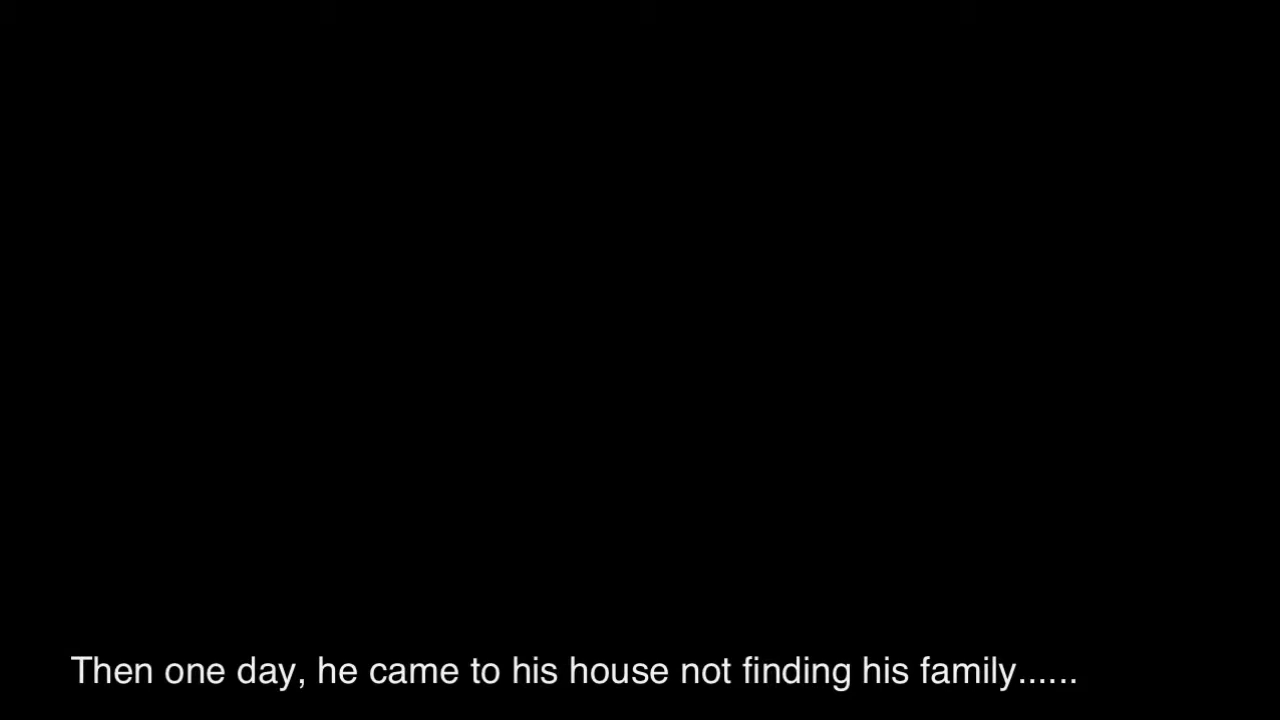 Then one day, he came to his house not finding his family......